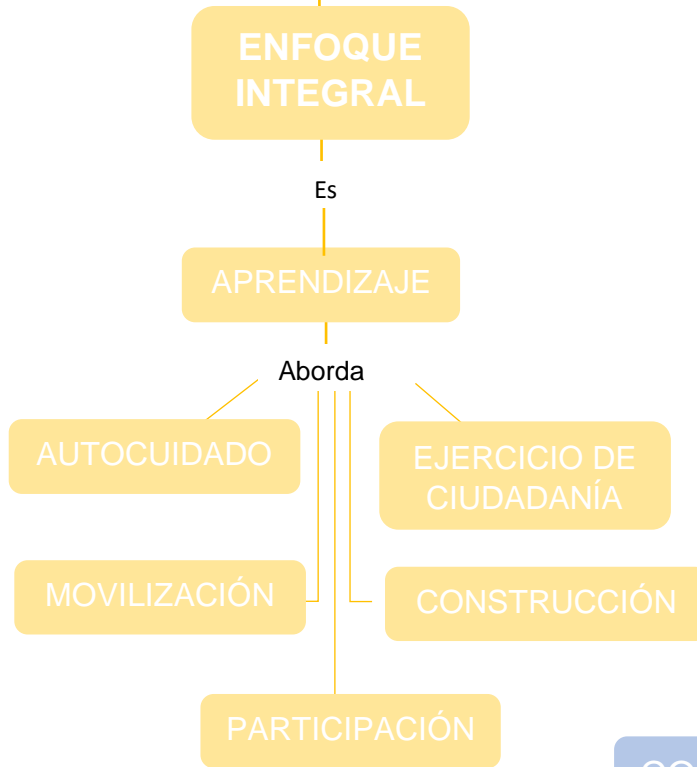 ENFOQUE
INTEGRAL
Es
APRENDIZAJE
Aborda
AUTOCUIDADO
EJERCICIO DE
CIUDADANÍA
MOVILIZACIÓN
CONSTRUCCIÓN
PARTICIPACIÓN